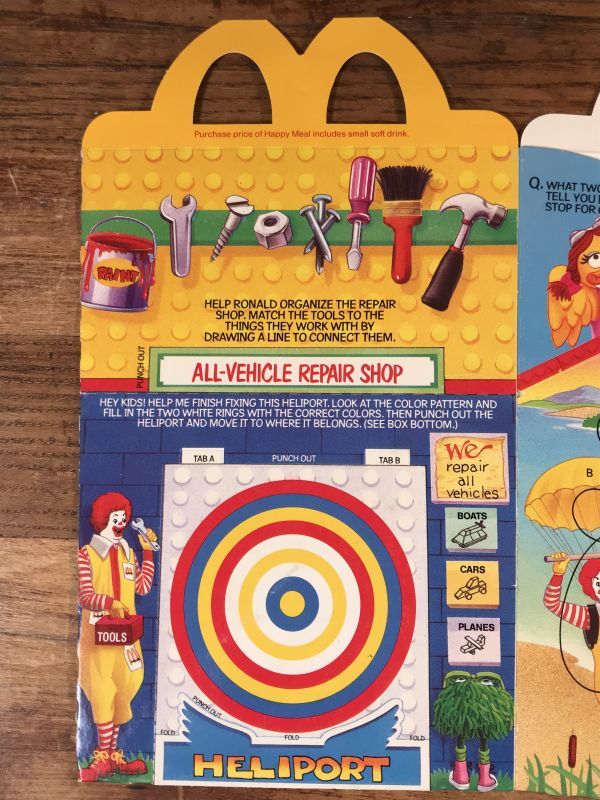 Purchase price of Happy Meal includes small soft drink.
PAINT
HELP RONALD ORGANIZE THE REPAIR
SHOP. MATCH THE TOOLS TO THE
THINGS THEY WORK WITH BY
DRAWING A LINE TO CONNECT THEM.
PUNCH OUT
ALL-VEHICLE REPAIR SHOP
HEY KIDS! HELP ME FINISH FIXING THIS HELIPORT. LOOK AT THE COLOR PATTERN AND
FILL IN THE TWO WHITE RINGS WITH THE CORRECT COLORS. THEN PUNCH OUT THE
HELIPORT AND MOVE IT TO WHERE IT BELONGS. (SEE BOX BOTTOM.)
TAB A
PUNCH OUT
TAB B
We
repair
all
vehicles
BOATS
CARS
PLANES
TOOLS
PUNCH OUT
FOLD
FOLD
FOLD
HELIPORT
Q. WHAT TWO
TELL YOU
STOP FOR
B